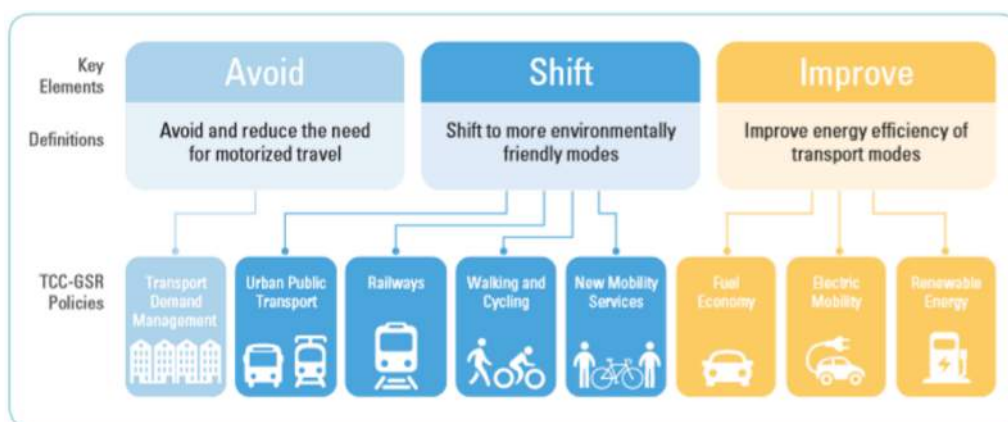 Key
Elements
Avoid
Shift
Improve
Definitions
Avoid and reduce the need
for motorized travel
Shift to more environmentally
friendly modes
Improve energy efficiency of
transport modes
TCC-GSR
Policies
Transport
Demand
Management
Urban Public
Transport
Railways
Walking and
Cycling
New Mobility
Services
Fuel
Economy
Electric
Mobility
Renewable
Energy